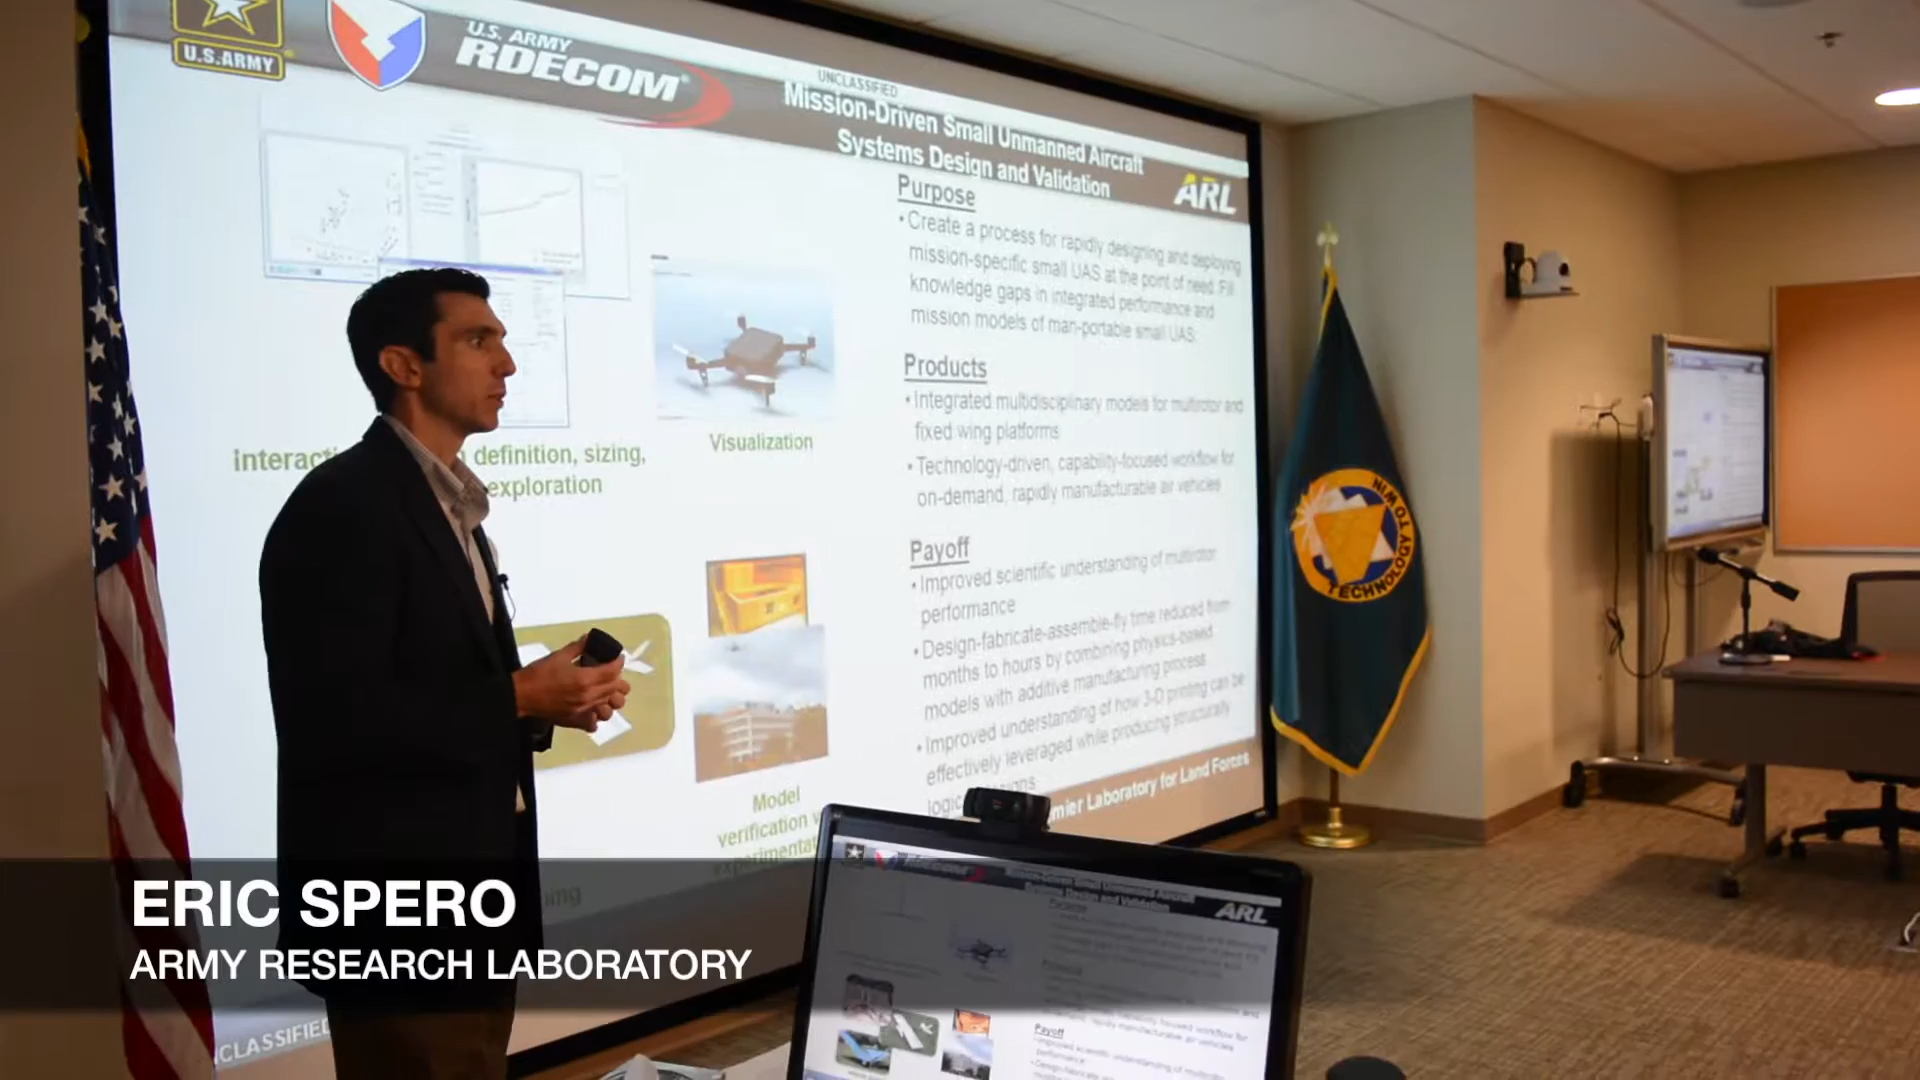 U.S.ARMY
U.S. ARMY
RDECOM
UNCLASSIFIED
Mission-Driven Small Unmanned Aircraft
Systems Design and Validation
ARL
Purpose
• Create a process for rapidly designing and deploying
mission-specific small UAS at the point of need. Fill
knowledge gaps in integrated performance and
mission models of man-portable small UAS.
Products
• Integrated multidisciplinary models for multirotor and
fixed wing platforms
• Technology-driven, capability-focused workflow for
on-demand, rapidly manufacturable air vehicles
Payoff
• Improved scientific understanding of multirotor
performance
• Design-fabricate-assemble-fly time reduced from
months to hours by combining physics-based
models with additive manufacturing process
• Improved understanding of how 3-D printing can be
effectively leveraged while producing structurally
definition, sizing,
exploration
Visualization
Model
verification
Laboratory for Land Forces
TECHNOLOGY TO WIN
ERIC SPERO
ARMY RESEARCH LABORATORY
ARL
Payoff